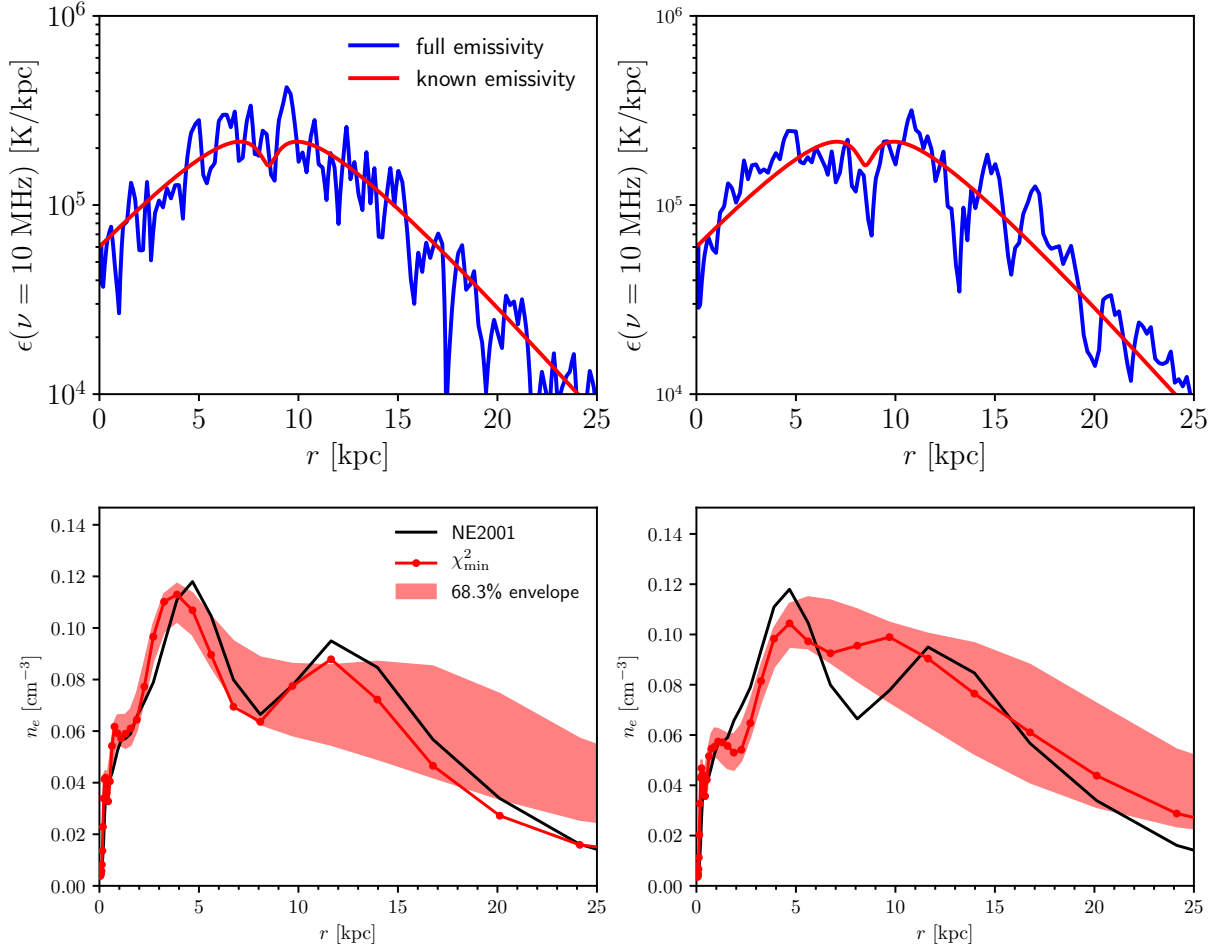 10^6
10^5
10^4
ϵ(ν = 10 MHz) [K/kpc]
full emissivity
known emissivity
0 5 10 15 20 25
r [kpc]
10^6
10^5
10^4
ϵ(ν = 10 MHz) [K/kpc]
0 5 10 15 20 25
r [kpc]
0.14
0.12
0.10
0.08
0.06
0.04
0.02
0.00
n_e [cm^−3]
NE2001
χ^2_min
68.3% envelope
0 5 10 15 20 25
r [kpc]
0.14
0.12
0.10
0.08
0.06
0.04
0.02
0.00
n_e [cm^−3]
0 5 10 15 20 25
r [kpc]